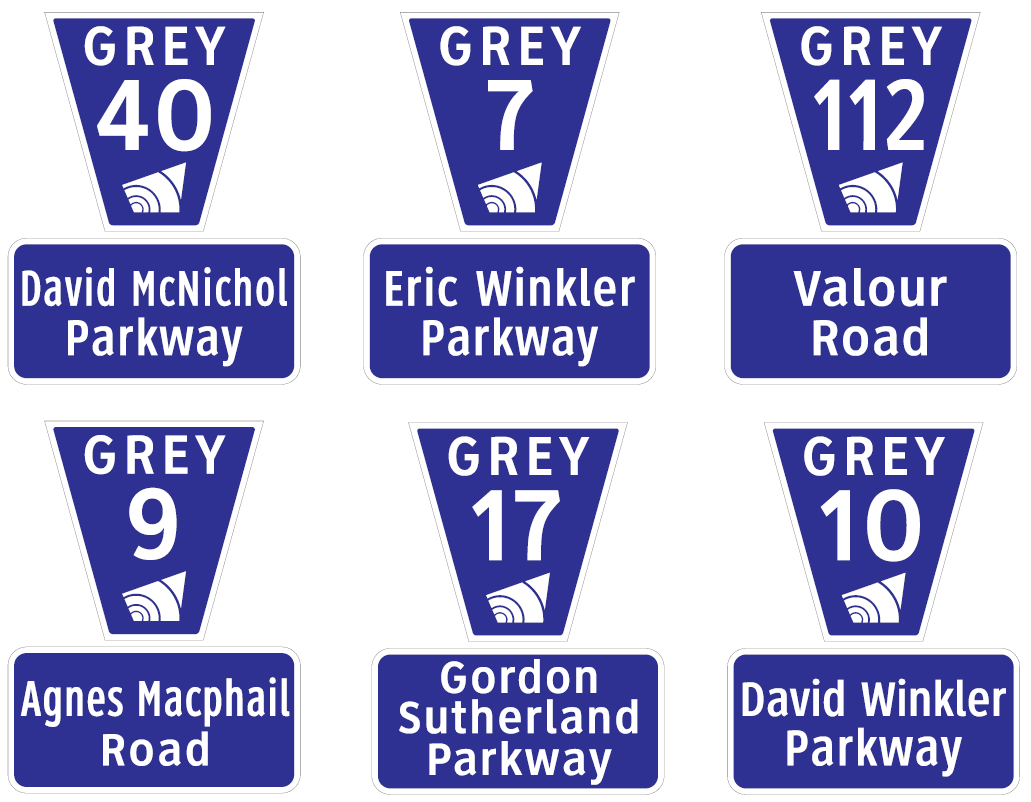 GREY
40
David McNichol
Parkway
GREY
7
Eric Winkler
Parkway
GREY
112
Valour
Road
GREY
9
Agnes Macphail
Road
GREY
17
Gordon
Sutherland
Parkway
GREY
10
David Winkler
Parkway